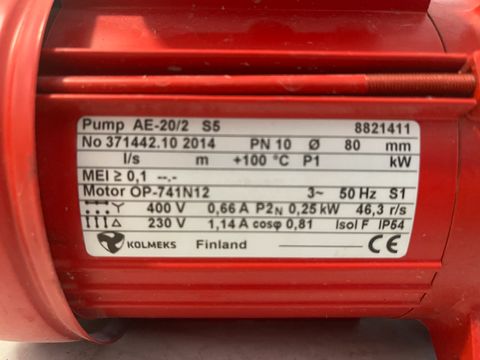 Pump AE-20/2 S5 8821411
No 371442.10 2014 PN 10 Ø 80 mm
l/s m +100 °C P1 kW
MEI ≥ 0,1 --,-
Motor OP-741N12 3~ 50 Hz S1
Y 400 V 0,66 A P2N 0,25 kW 46,3 r/s
△ 230 V 1,14 A cosφ 0,81 Isol F IP54
KOLMEKS Finland CE